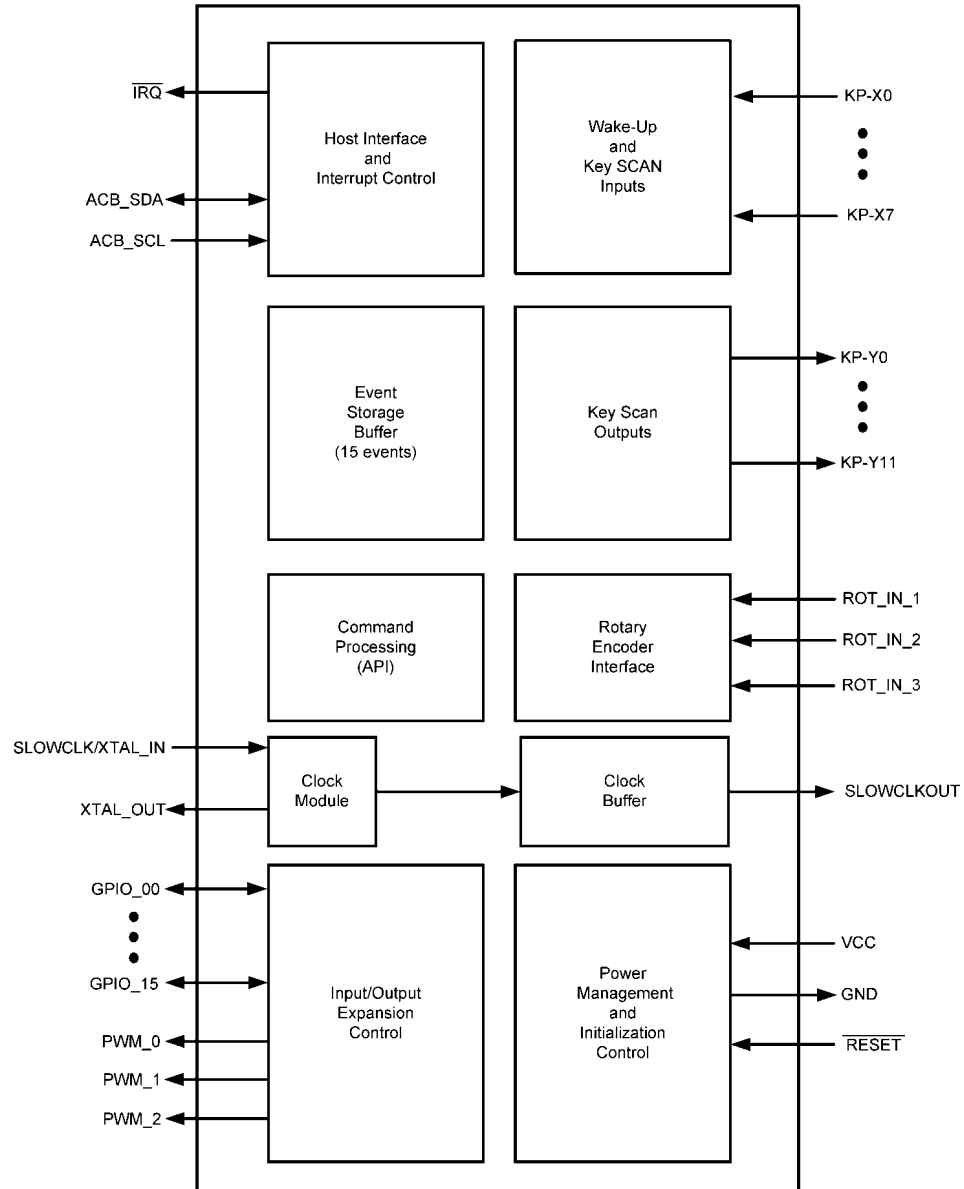 IRQ
ACB_SDA
ACB_SCL
Host Interface
and
Interrupt Control
Wake-Up
and
Key SCAN
Inputs
KP-X0
KP-X7
Event
Storage
Buffer
(15 events)
Key Scan
Outputs
KP-Y0
KP-Y11
Command
Processing
(API)
Rotary
Encoder
Interface
ROT_IN_1
ROT_IN_2
ROT_IN_3
SLOWCLK/XTAL_IN
XTAL_OUT
Clock
Module
Clock
Buffer
SLOWCLKOUT
GPIO_00
GPIO_15
PWM_0
PWM_1
PWM_2
Input/Output
Expansion
Control
Power
Management
and
Initialization
Control
VCC
GND
RESET